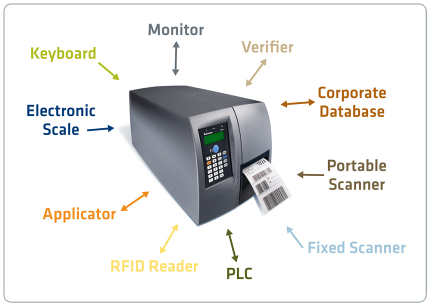 Monitor
Verifier
Keyboard
Corporate
Database
Electronic
Scale
Portable
Scanner
Applicator
Fixed Scanner
RFID Reader
PLC